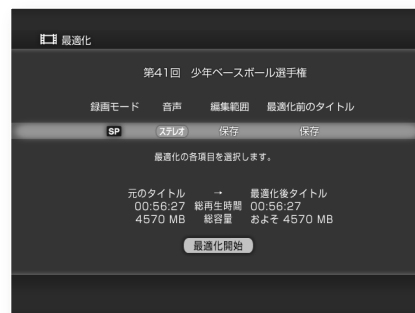 最適化
第41回 少年ベースボール選手権
録画モード 音声 編集範囲 最適化前のタイトル
SP ステレオ 保存 保存
最適化の各項目を選択します。
元のタイトル → 最適化後タイトル
00:56:27 総再生時間 00:56:27
4570 MB 総容量 およそ 4570 MB
最適化開始